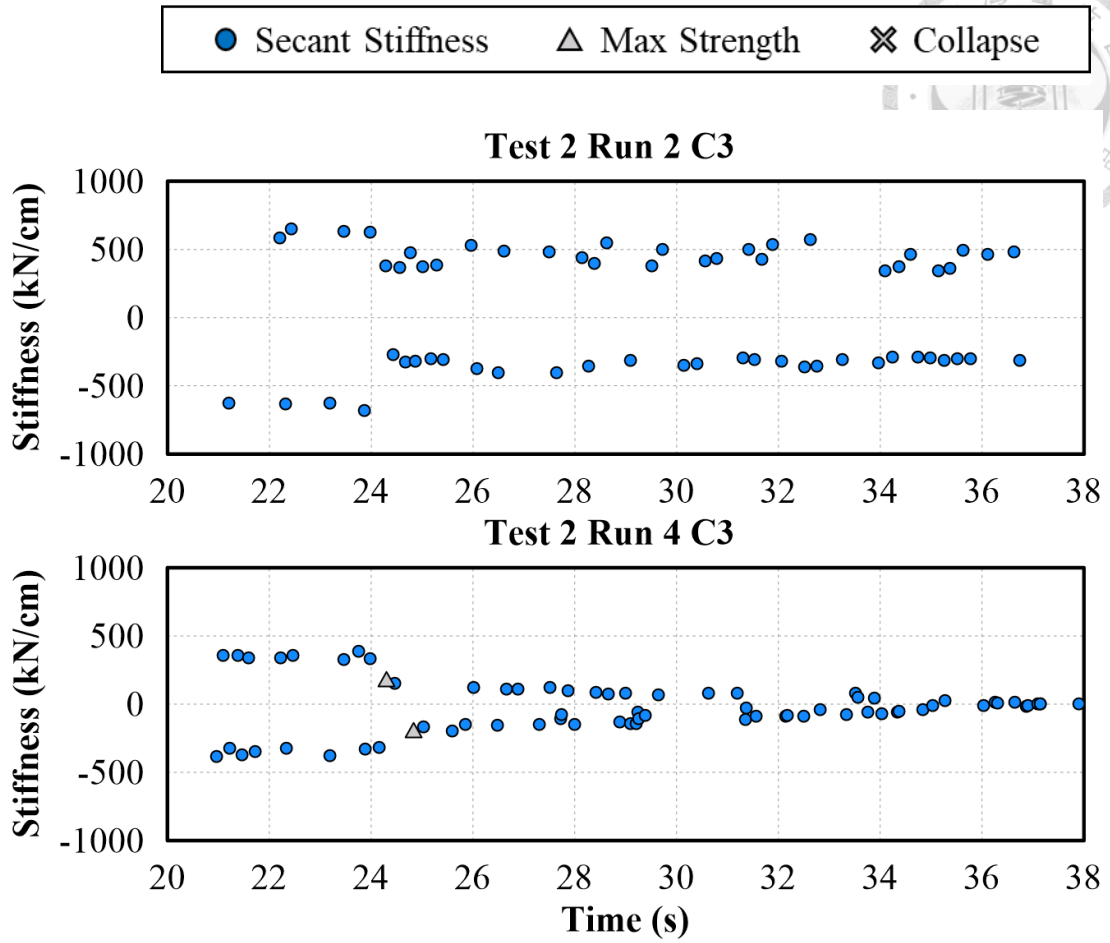 Secant Stiffness Max Strength Collapse
Test 2 Run 2 C3
Stiffness (kN/cm)
1000
500
0
-500
-1000
20 22 24 26 28 30 32 34 36 38
Test 2 Run 4 C3
Stiffness (kN/cm)
1000
500
0
-500
-1000
20 22 24 26 28 30 32 34 36 38
Time (s)